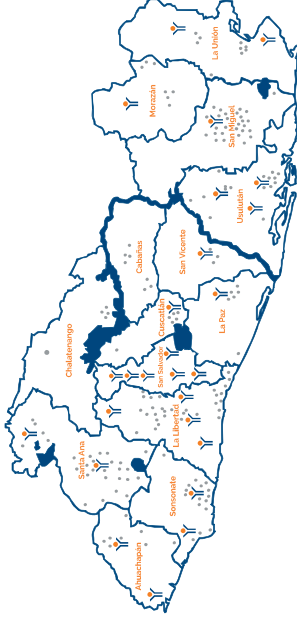 Chalatenango
Santa Ana
Ahuachapán
Sonsonate
La Libertad
San Salvador
Cuscatlán
Cabañas
La Paz
San Vicente
Usulután
San Miguel
Morazán
La Unión